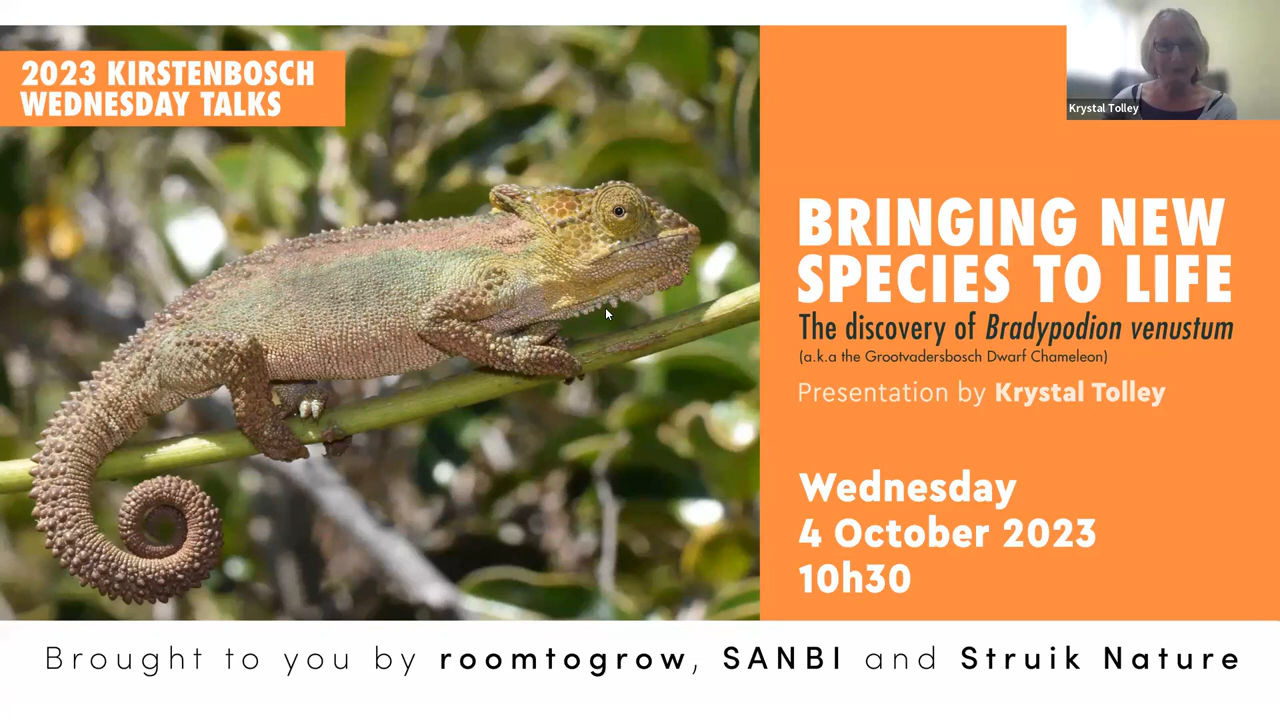 2023 KIRSTENBOSCH
WEDNESDAY TALKS
Krystal Tolley
BRINGING NEW
SPECIES TO LIFE
The discovery of Bradypodion venustum
(a.k.a the Grootvadersbosch Dwarf Chameleon)
Presentation by Krystal Tolley
Wednesday
4 October 2023
10h30
Brought to you by roomtogrow, SANBI and Struik Nature